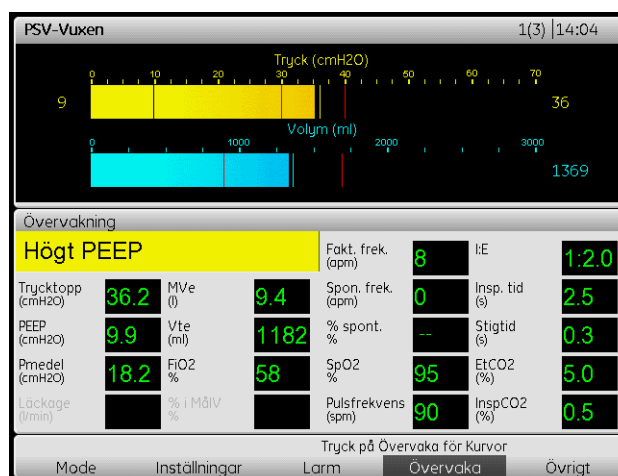 PSV-Vuxen 1(3) 14:04
Tryck (cmH2O)
0 10 20 30 40 50 60 70
9 36
Volym (ml)
0 1000 2000 3000
1369
Övervakning
Högt PEEP
Fakt. frek. (apm) 8 I:E 1:2.0
Trycktopp (cmH2O) 36.2 MVe (l) 9.4 Spon. frek. (apm) 0 Insp. tid (s) 2.5
PEEP (cmH2O) 9.9 Vte (ml) 1182 % spont. % -- Stigtid (s) 0.3
Pmedel (cmH2O) 18.2 FiO2 % 58 SpO2 % 95 EtCO2 (%) 5.0
Läckage (l/min) % i MålV % Pulsfrekvens (spm) 90 InspCO2 (%) 0.5
Tryck på Övervaka för Kurvor
Mode Inställningar Larm Övervaka Övrigt